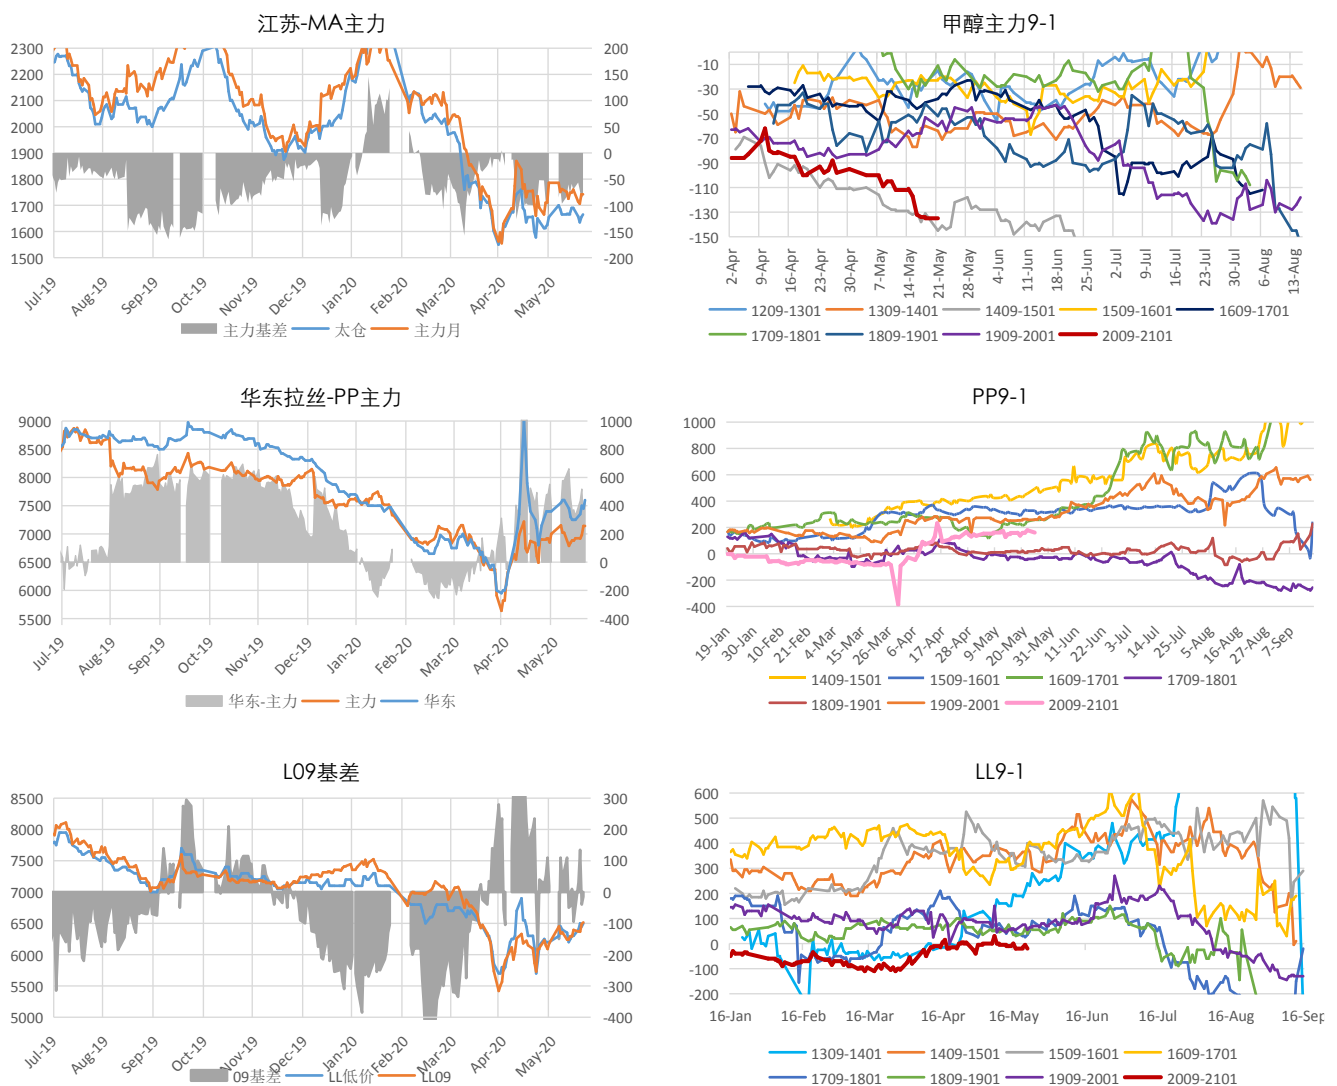 江苏-MA主力
2300
2200
2100
2000
1900
1800
1700
1600
1500
200
150
100
50
0
-50
-100
-150
-200
Jul-19
Aug-19
Sep-19
Oct-19
Nov-19
Dec-19
Jan-20
Feb-20
Mar-20
Apr-20
May-20
主力基差 太仓 主力月
甲醇主力9-1
-10
-30
-50
-70
-90
-110
-130
-150
2-Apr
9-Apr
16-Apr
23-Apr
30-Apr
7-May
14-May
21-May
28-May
4-Jun
11-Jun
18-Jun
25-Jun
2-Jul
9-Jul
16-Jul
23-Jul
30-Jul
6-Aug
13-Aug
1209-1301 1309-1401 1409-1501 1509-1601 1609-1701
1709-1801 1809-1901 1909-2001 2009-2101
华东拉丝-PP主力
9000
8500
8000
7500
7000
6500
6000
5500
1000
800
600
400
200
0
-200
-400
Jul-19
Aug-19
Sep-19
Oct-19
Nov-19
Dec-19
Jan-20
Feb-20
Mar-20
Apr-20
May-20
华东-主力 主力 华东
PP9-1
1000
800
600
400
200
0
-200
-400
19-Jan
30-Jan
10-Feb
21-Feb
4-Mar
15-Mar
26-Mar
6-Apr
17-Apr
28-Apr
9-May
20-May
31-May
11-Jun
22-Jun
3-Jul
14-Jul
25-Jul
5-Aug
16-Aug
27-Aug
7-Sep
1409-1501 1509-1601 1609-1701 1709-1801
1809-1901 1909-2001 2009-2101
L09基差
8500
8000
7500
7000
6500
6000
5500
5000
300
200
100
0
-100
-200
-300
-400
Jul-19
Aug-19
Sep-19
Oct-19
Nov-19
Dec-19
Jan-20
Feb-20
Mar-20
Apr-20
May-20
09基差 LL低价 LL09
LL9-1
600
500
400
300
200
100
0
-100
-200
16-Jan 16-Feb 16-Mar 16-Apr 16-May 16-Jun 16-Jul 16-Aug 16-Sep
1309-1401 1409-1501 1509-1601 1609-1701
1709-1801 1809-1901 1909-2001 2009-2101